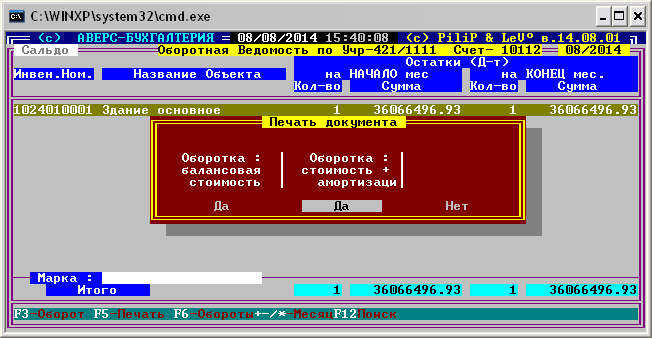 C:\WINXP\system32\cmd.exe
(c) АВЕРС-БУХГАЛТЕРИЯ = 08/08/2014 15:40:08 (c) PiliP & LeVº в.14.08.01
Сальдо Оборотная Ведомость по Учр-421/1111 Счет- 10112 08/2014
Остатки (Д-т)
Инвен.Ном. Название Объекта на НАЧАЛО мес на КОНЕЦ мес.
Кол-во Сумма Кол-во Сумма
1024010001 Здание основное 1 36066496.93 1 36066496.93
Печать документа
Оборотка : Оборотка :
балансовая стоимость +
стоимость амортизаци
Да Да Нет
Марка :
Итого 1 36066496.93 1 36066496.93
F3-Оборот F5-Печать F6-Обороты+-/*-МесяцF12Поиск